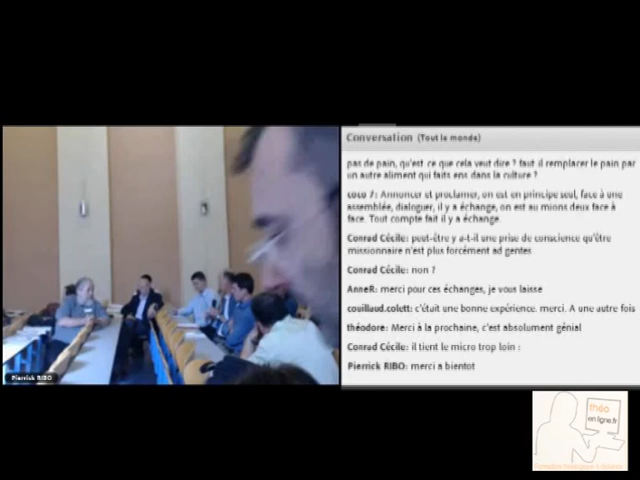 Conversation (Tout le monde)
pas de pain, qu'est ce que cela veut dire ? faut il remplacer le pain par
un autre aliment qui faits ens dans la culture ?
coco 7: Annoncer et proclamer, on est en principe seul, face à une
assemblée, dialoguer, il y a échange, on est au mions deux face à
face. Tout compte fait il y a échange.
Conrad Cécile: peut-être y a-t-il une prise de conscience qu'être
missionnaire n'est plus forcément ad gentes
Conrad Cécile: non ?
AnneR: merci pour ces échanges, je vous laisse
couillaud.colett: c'était une bonne expérience. merci. A une autre fois
théodore: Merci à la prochaine, c'est absolument génial
Conrad Cécile: il tient le micro trop loin :
Pierrick RIBO: merci a bientot
Pierrick RIBO
théo
en ligne.fr